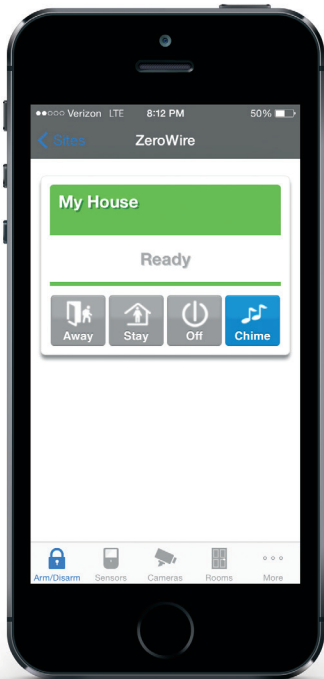 Verizon LTE 8:12 PM 50%
Sites ZeroWire
My House
Ready
Away Stay Off Chime
Arm/Disarm Sensors Cameras Rooms More